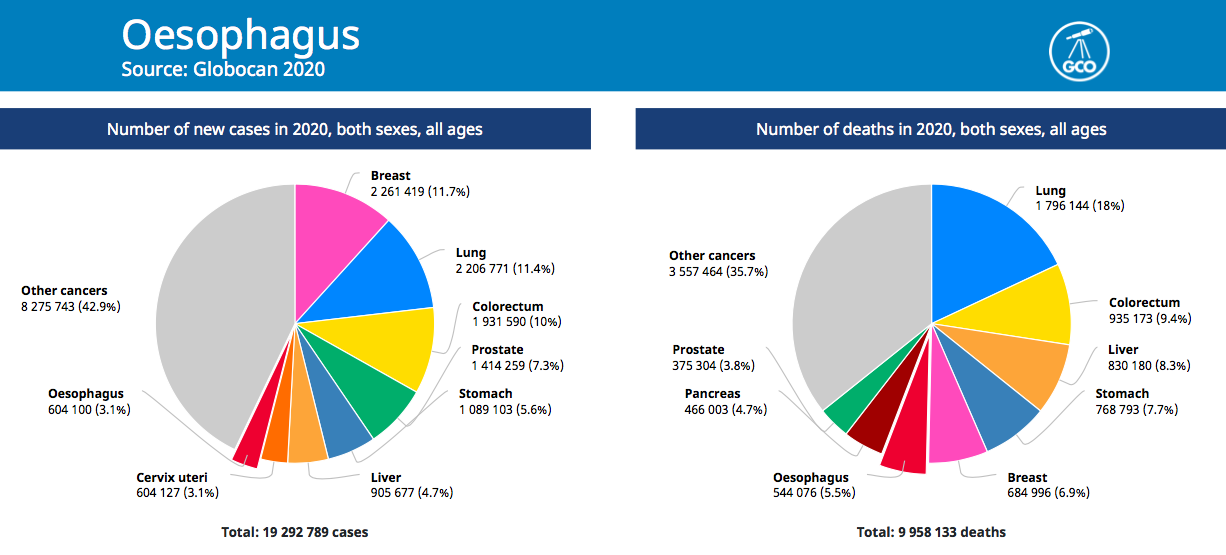 Oesophagus
Source: Globocan 2020
GCO
Number of new cases in 2020, both sexes, all ages
Breast
2 261 419 (11.7%)
Lung
2 206 771 (11.4%)
Colorectum
1 931 590 (10%)
Prostate
1 414 259 (7.3%)
Stomach
1 089 103 (5.6%)
Liver
905 677 (4.7%)
Cervix uteri
604 127 (3.1%)
Oesophagus
604 100 (3.1%)
Other cancers
8 275 743 (42.9%)
Total: 19 292 789 cases
Number of deaths in 2020, both sexes, all ages
Lung
1 796 144 (18%)
Colorectum
935 173 (9.4%)
Liver
830 180 (8.3%)
Stomach
768 793 (7.7%)
Breast
684 996 (6.9%)
Oesophagus
544 076 (5.5%)
Pancreas
466 003 (4.7%)
Prostate
375 304 (3.8%)
Other cancers
3 557 464 (35.7%)
Total: 9 958 133 deaths